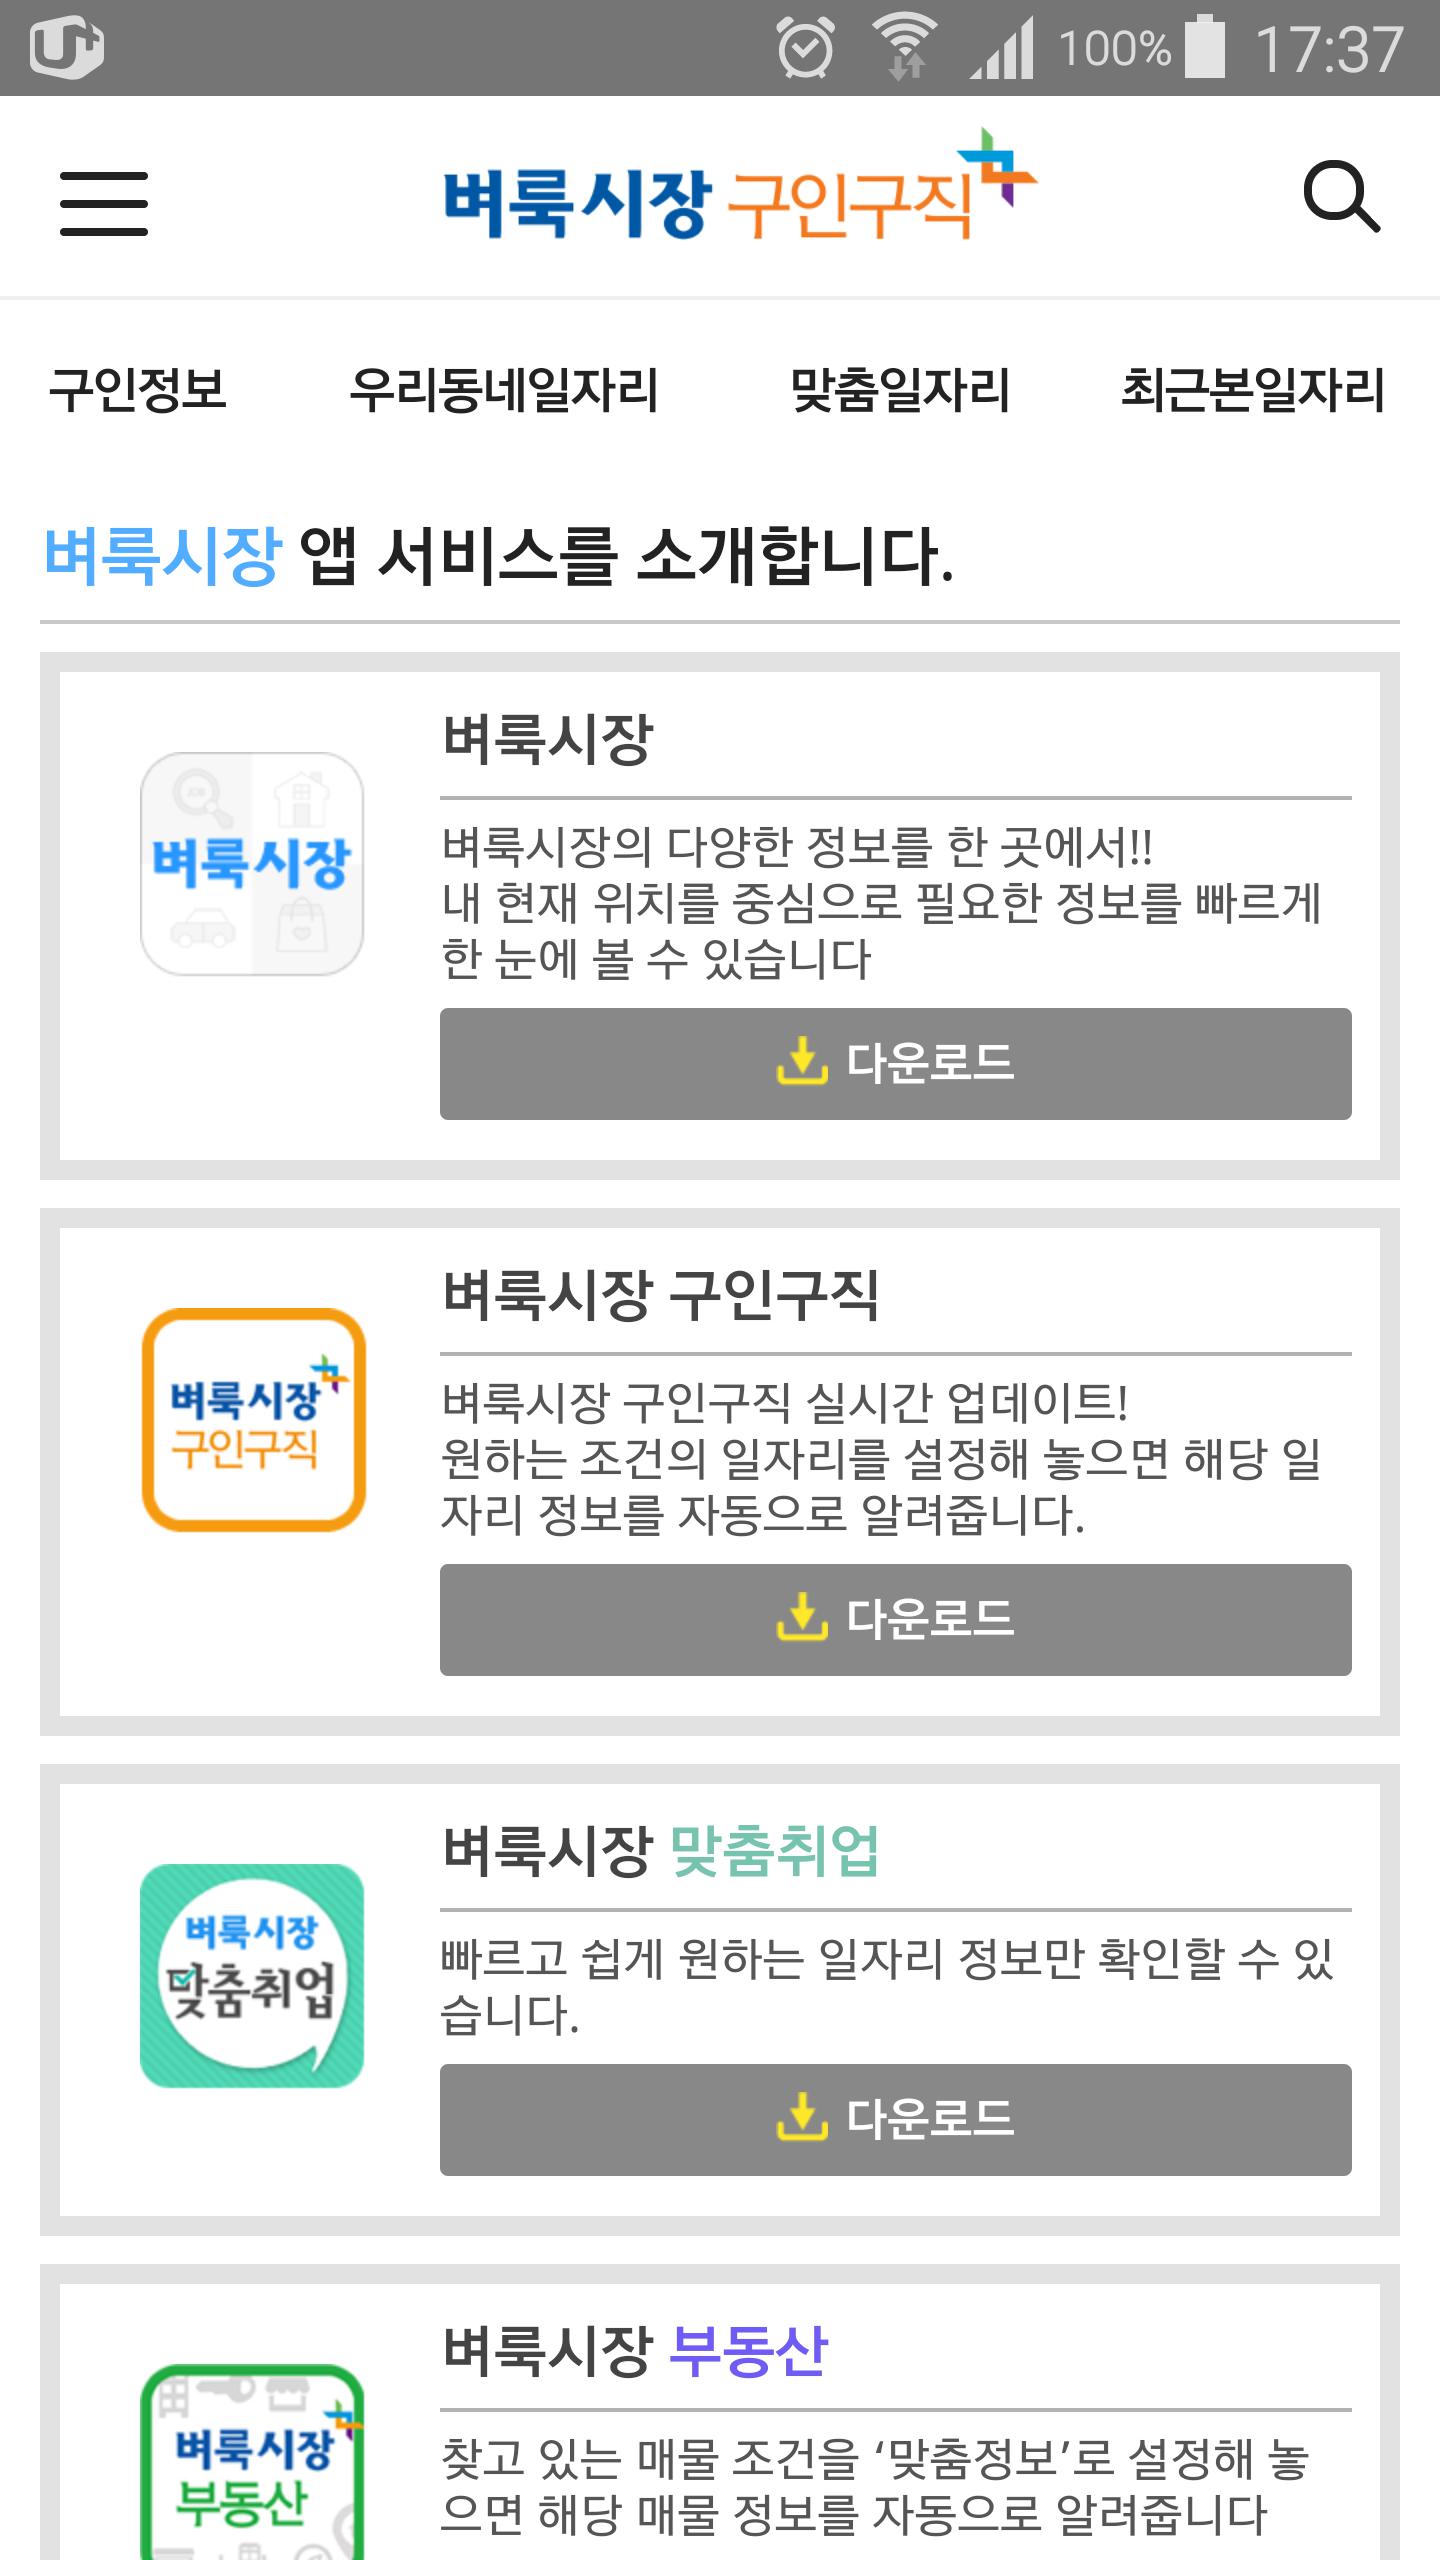 100% 17:37
벼룩시장 구인구직
구인정보 우리동네일자리 맞춤일자리 최근본일자리
벼룩시장 앱 서비스를 소개합니다.
벼룩시장
JOB
벼룩시장
벼룩시장의 다양한 정보를 한 곳에서!!
내 현재 위치를 중심으로 필요한 정보를 빠르게
한 눈에 볼 수 있습니다
다운로드
벼룩시장 구인구직
벼룩시장
구인구직
벼룩시장 구인구직 실시간 업데이트!
원하는 조건의 일자리를 설정해 놓으면 해당 일
자리 정보를 자동으로 알려줍니다.
다운로드
벼룩시장 맞춤취업
벼룩시장
맞춤취업
빠르고 쉽게 원하는 일자리 정보만 확인할 수 있
습니다.
다운로드
벼룩시장 부동산
벼룩시장
부동산
찾고 있는 매물 조건을 ‘맞춤정보’로 설정해 놓
으면 해당 매물 정보를 자동으로 알려줍니다